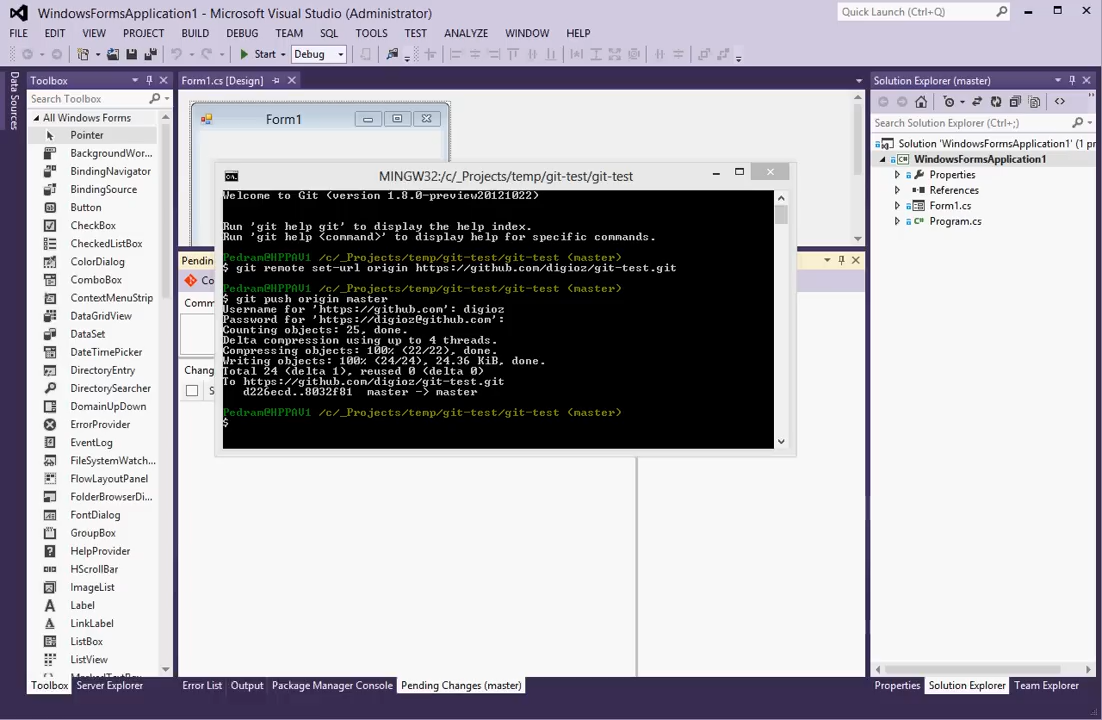 WindowsFormsApplication1 - Microsoft Visual Studio (Administrator)
Quick Launch (Ctrl+Q)
FILE EDIT VIEW PROJECT BUILD DEBUG TEAM SQL TOOLS TEST ANALYZE WINDOW HELP
Start Debug
Data Sources
Toolbox
Search Toolbox
All Windows Forms
Pointer
BackgroundWor...
BindingNavigator
BindingSource
Button
CheckBox
CheckedListBox
ColorDialog
ComboBox
ContextMenuStrip
DataGridView
DataSet
DateTimePicker
DirectoryEntry
DirectorySearcher
DomainUpDown
ErrorProvider
EventLog
FileSystemWatch...
FlowLayoutPanel
FolderBrowserDi...
FontDialog
GroupBox
HelpProvider
HScrollBar
ImageList
Label
LinkLabel
ListBox
ListView
Toolbox Server Explorer
Form1.cs [Design]
Form1
Pending
Co
Comm
Chang
S
MINGW32:/c/_Projects/temp/git-test/git-test
Welcome to Git (version 1.8.0-preview20121022)
Run 'git help git' to display the help index.
Run 'git help <command>' to display help for specific commands.
Pedram@HPPAV1 /c/_Projects/temp/git-test/git-test (master)
$ git remote set-url origin https://github.com/digioz/git-test.git
Pedram@HPPAV1 /c/_Projects/temp/git-test/git-test (master)
$ git push origin master
Username for 'https://github.com': digioz
Password for 'https://digioz@github.com':
Counting objects: 25, done.
Delta compression using up to 4 threads.
Compressing objects: 100% (22/22), done.
Writing objects: 100% (24/24), 24.36 KiB, done.
Total 24 (delta 1), reused 0 (delta 0)
To https://github.com/digioz/git-test.git
d226ecd..8032f81 master -> master
Pedram@HPPAV1 /c/_Projects/temp/git-test/git-test (master)
$
Error List Output Package Manager Console Pending Changes (master)
Solution Explorer (master)
Search Solution Explorer (Ctrl+;)
Solution 'WindowsFormsApplication1' (1 pr
WindowsFormsApplication1
Properties
References
Form1.cs
Program.cs
Properties Solution Explorer Team Explorer